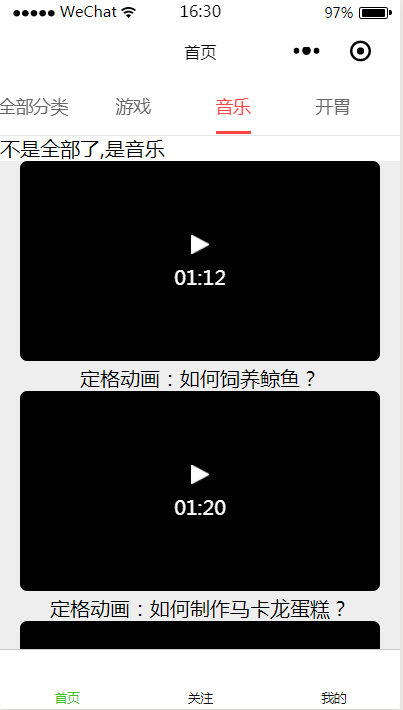 WeChat 16:30 97%
首页
全部分类 游戏 音乐 开胃
不是全部了,是音乐
01:12
定格动画：如何饲养鲸鱼？
01:20
定格动画：如何制作马卡龙蛋糕？
首页 关注 我的